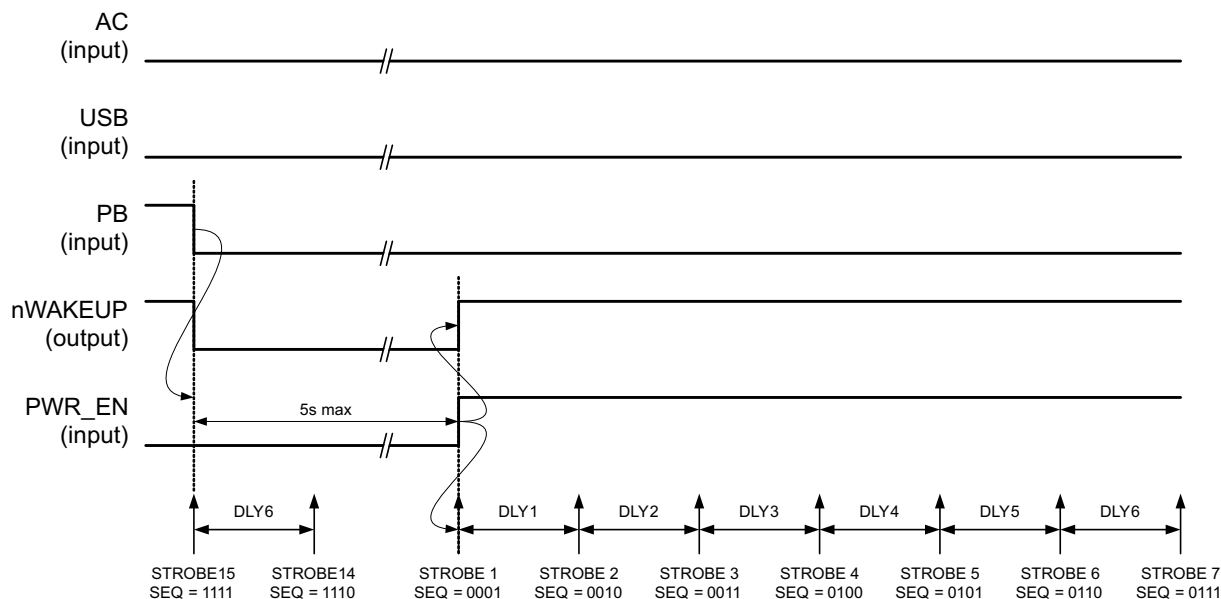 AC
(input)
USB
(input)
PB
(input)
nWAKEUP
(output)
PWR_EN
(input)
5s max
DLY6
DLY1
DLY2
DLY3
DLY4
DLY5
DLY6
STROBE15
SEQ = 1111
STROBE14
SEQ = 1110
STROBE 1
SEQ = 0001
STROBE 2
SEQ = 0010
STROBE 3
SEQ = 0011
STROBE 4
SEQ = 0100
STROBE 5
SEQ = 0101
STROBE 6
SEQ = 0110
STROBE 7
SEQ = 0111